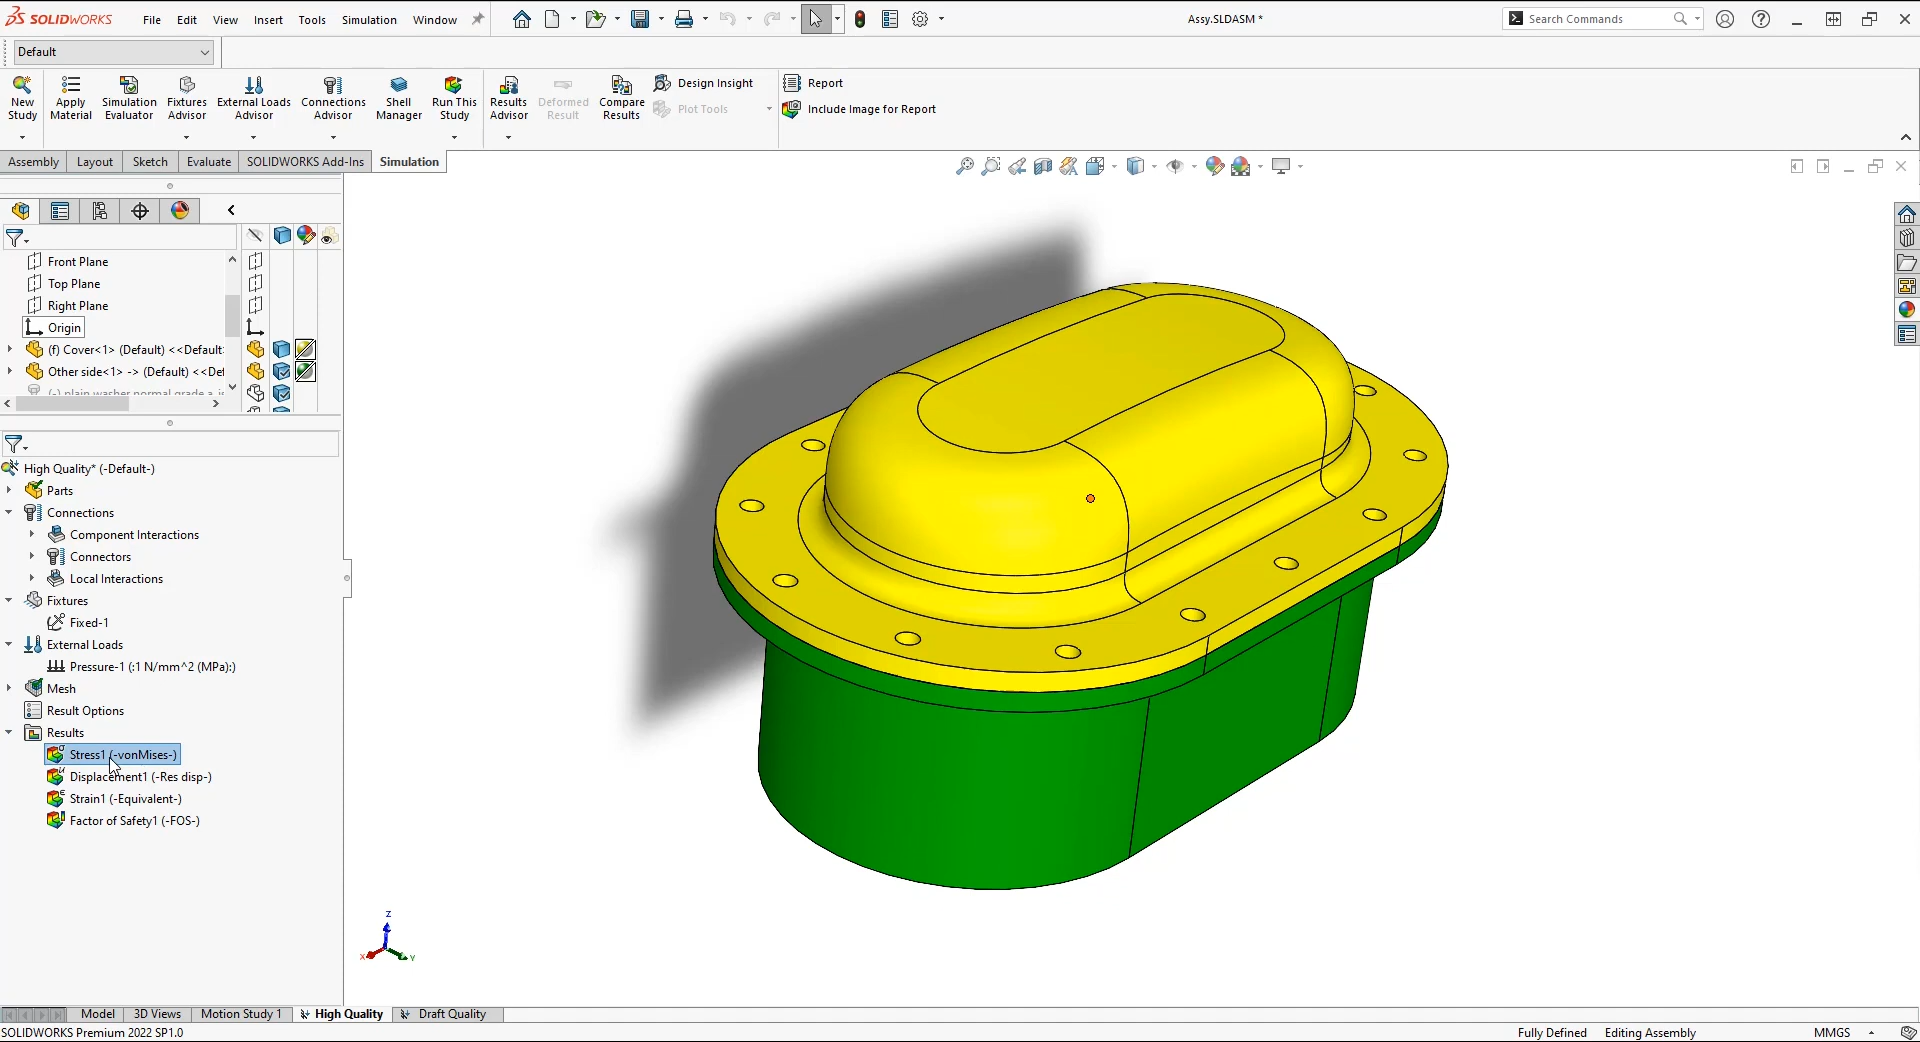 SOLIDWORKS File Edit View Insert Tools Simulation Window Assy.SLDASM * Search Commands
Default
New Study
Apply Material
Simulation Evaluator
Fixtures Advisor
External Loads Advisor
Connections Advisor
Shell Manager
Run This Study
Results Advisor
Deformed Result
Compare Results
Design Insight
Plot Tools
Report
Include Image for Report
Assembly Layout Sketch Evaluate SOLIDWORKS Add-Ins Simulation
Front Plane
Top Plane
Right Plane
Origin
(f) Cover<1> (Default) <<Default
Other side<1> -> (Default) <<Def
(-) plain washer normal grade a_is
High Quality* (-Default-)
Parts
Connections
Component Interactions
Connectors
Local Interactions
Fixtures
Fixed-1
External Loads
Pressure-1 (:1 N/mm^2 (MPa):)
Mesh
Result Options
Results
Stress1 (-vonMises-)
Displacement1 (-Res disp-)
Strain1 (-Equivalent-)
Factor of Safety1 (-FOS-)
Z
X
Y
Model 3D Views Motion Study 1 High Quality Draft Quality
SOLIDWORKS Premium 2022 SP1.0 Fully Defined Editing Assembly MMGS